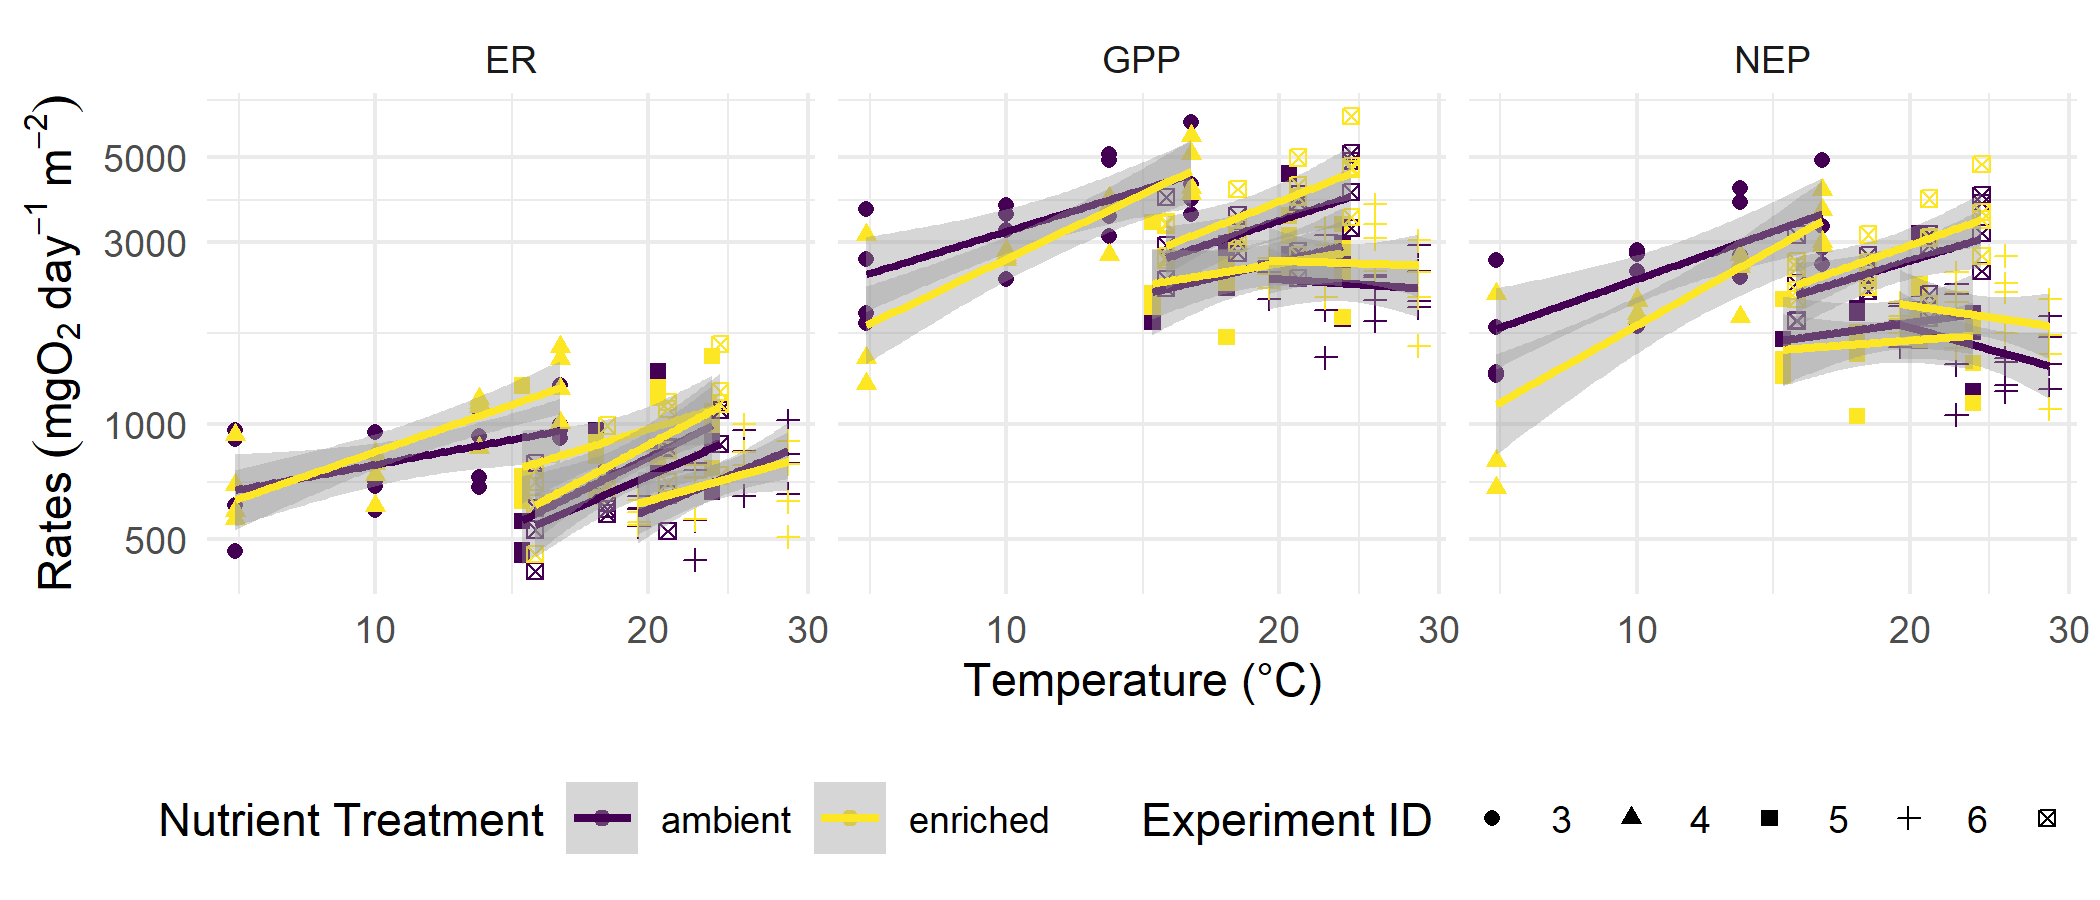 ER GPP NEP
Rates (mgO₂ day⁻¹ m⁻²)
5000
3000
1000
500
10 20 30 10 20 30 10 20 30
Temperature (°C)
Nutrient Treatment ambient enriched Experiment ID 3 4 5 6